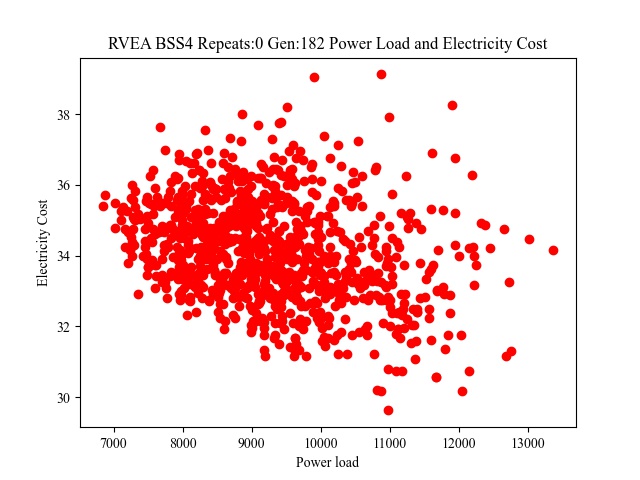 RVEA BSS4 Repeats:0 Gen:182 Power Load and Electricity Cost
Electricity Cost
38
36
34
32
30
7000 8000 9000 10000 11000 12000 13000
Power load